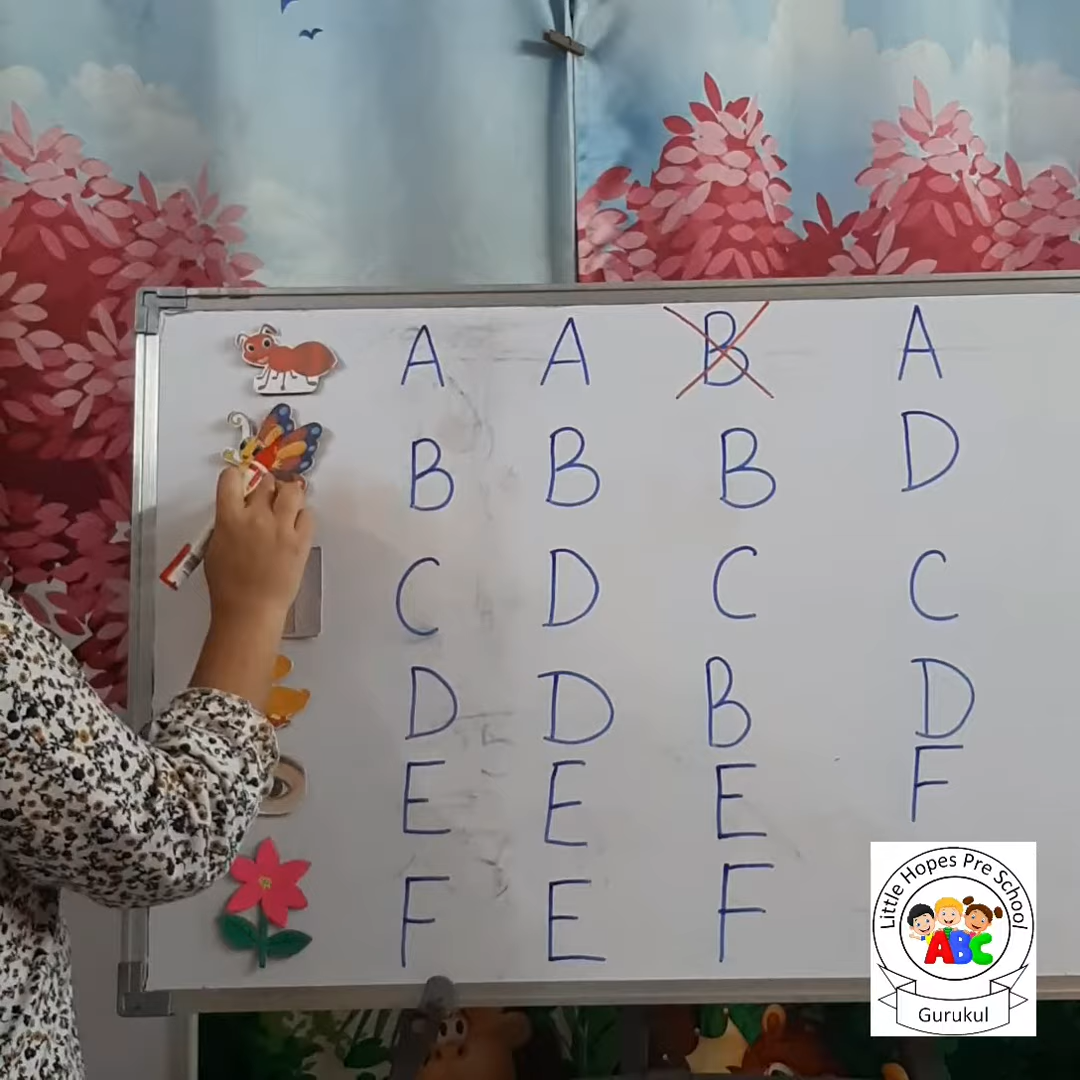 A A B A
B B B D
C D C C
D D B D
E E E F
F E F
Little Hopes Pre School
ABC
Gurukul